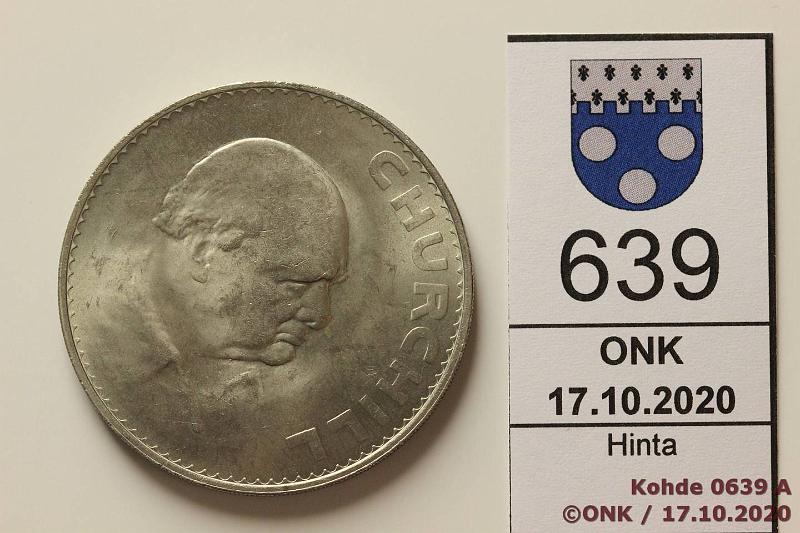 CHURCHILL
639
ONK
17.10.2020
Hinta
Kohde 0639 A
©ONK / 17.10.2020